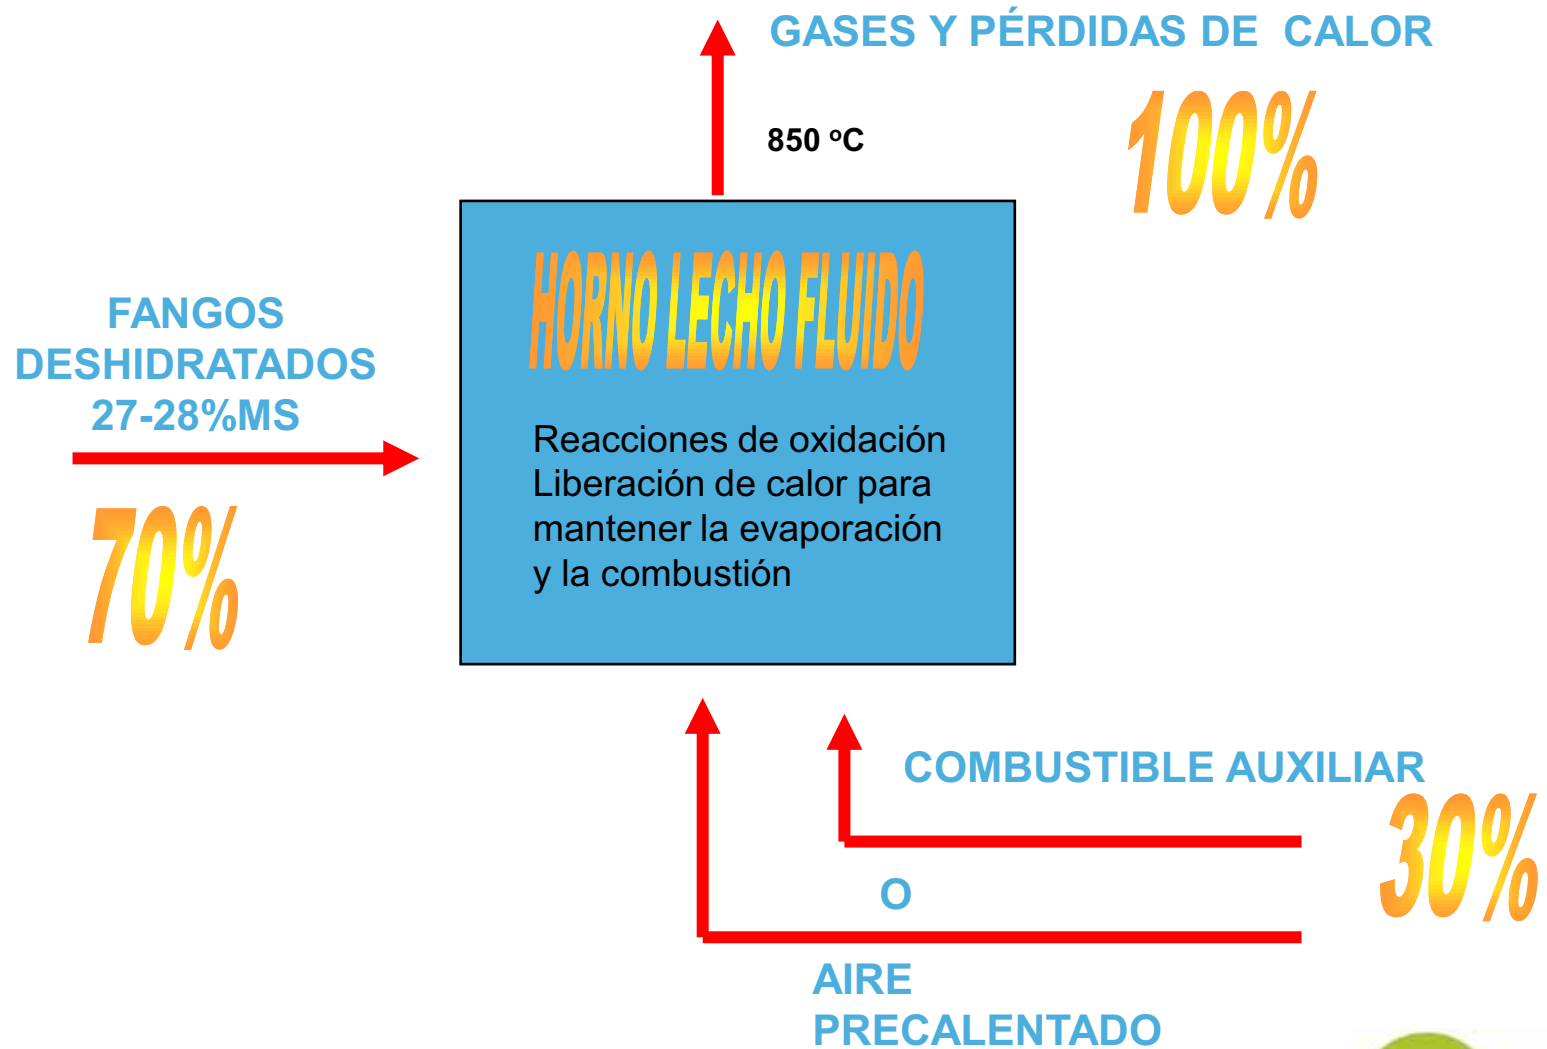 GASES Y PÉRDIDAS DE CALOR
100%
850 ºC
HORNO LECHO FLUIDO
FANGOS
DESHIDRATADOS
27-28%MS
70%
Reacciones de oxidación
Liberación de calor para
mantener la evaporación
y la combustión
COMBUSTIBLE AUXILIAR
30%
O
AIRE
PRECALENTADO